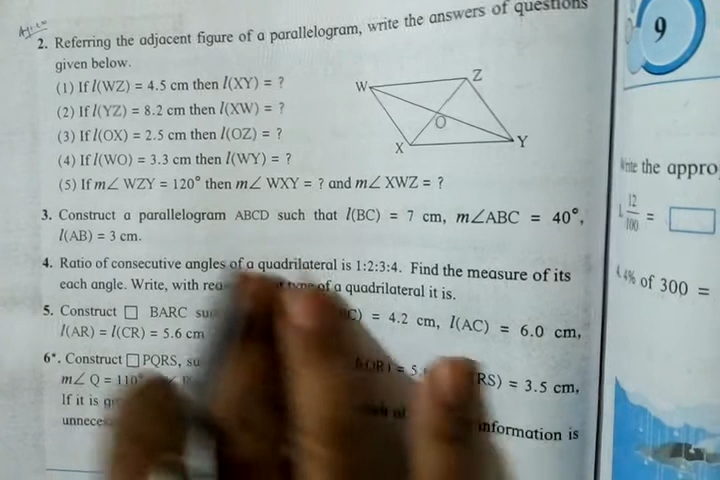 2. Referring the adjacent figure of a parallelogram, write the answers of questions
given below.
(1) If l(WZ) = 4.5 cm then l(XY) = ?
(2) If l(YZ) = 8.2 cm then l(XW) = ?
(3) If l(OX) = 2.5 cm then l(OZ) = ?
(4) If l(WO) = 3.3 cm then l(WY) = ?
(5) If m∠ WZY = 120° then m∠ WXY = ? and m∠ XWZ = ?
W
Z
O
X
Y
3. Construct a parallelogram ABCD such that l(BC) = 7 cm, m∠ABC = 40°,
l(AB) = 3 cm.
4. Ratio of consecutive angles of a quadrilateral is 1:2:3:4. Find the measure of its
each angle. Write, with of a quadrilateral it is.
5. Construct □ BARC = 4.2 cm, l(AC) = 6.0 cm,
l(AR) = l(CR) = 5.6 cm
6*. Construct □ PQRS, RS) = 3.5 cm,
m∠ Q = 110°
If it is information is
9
the appro
12/100 =
4% of 300 =